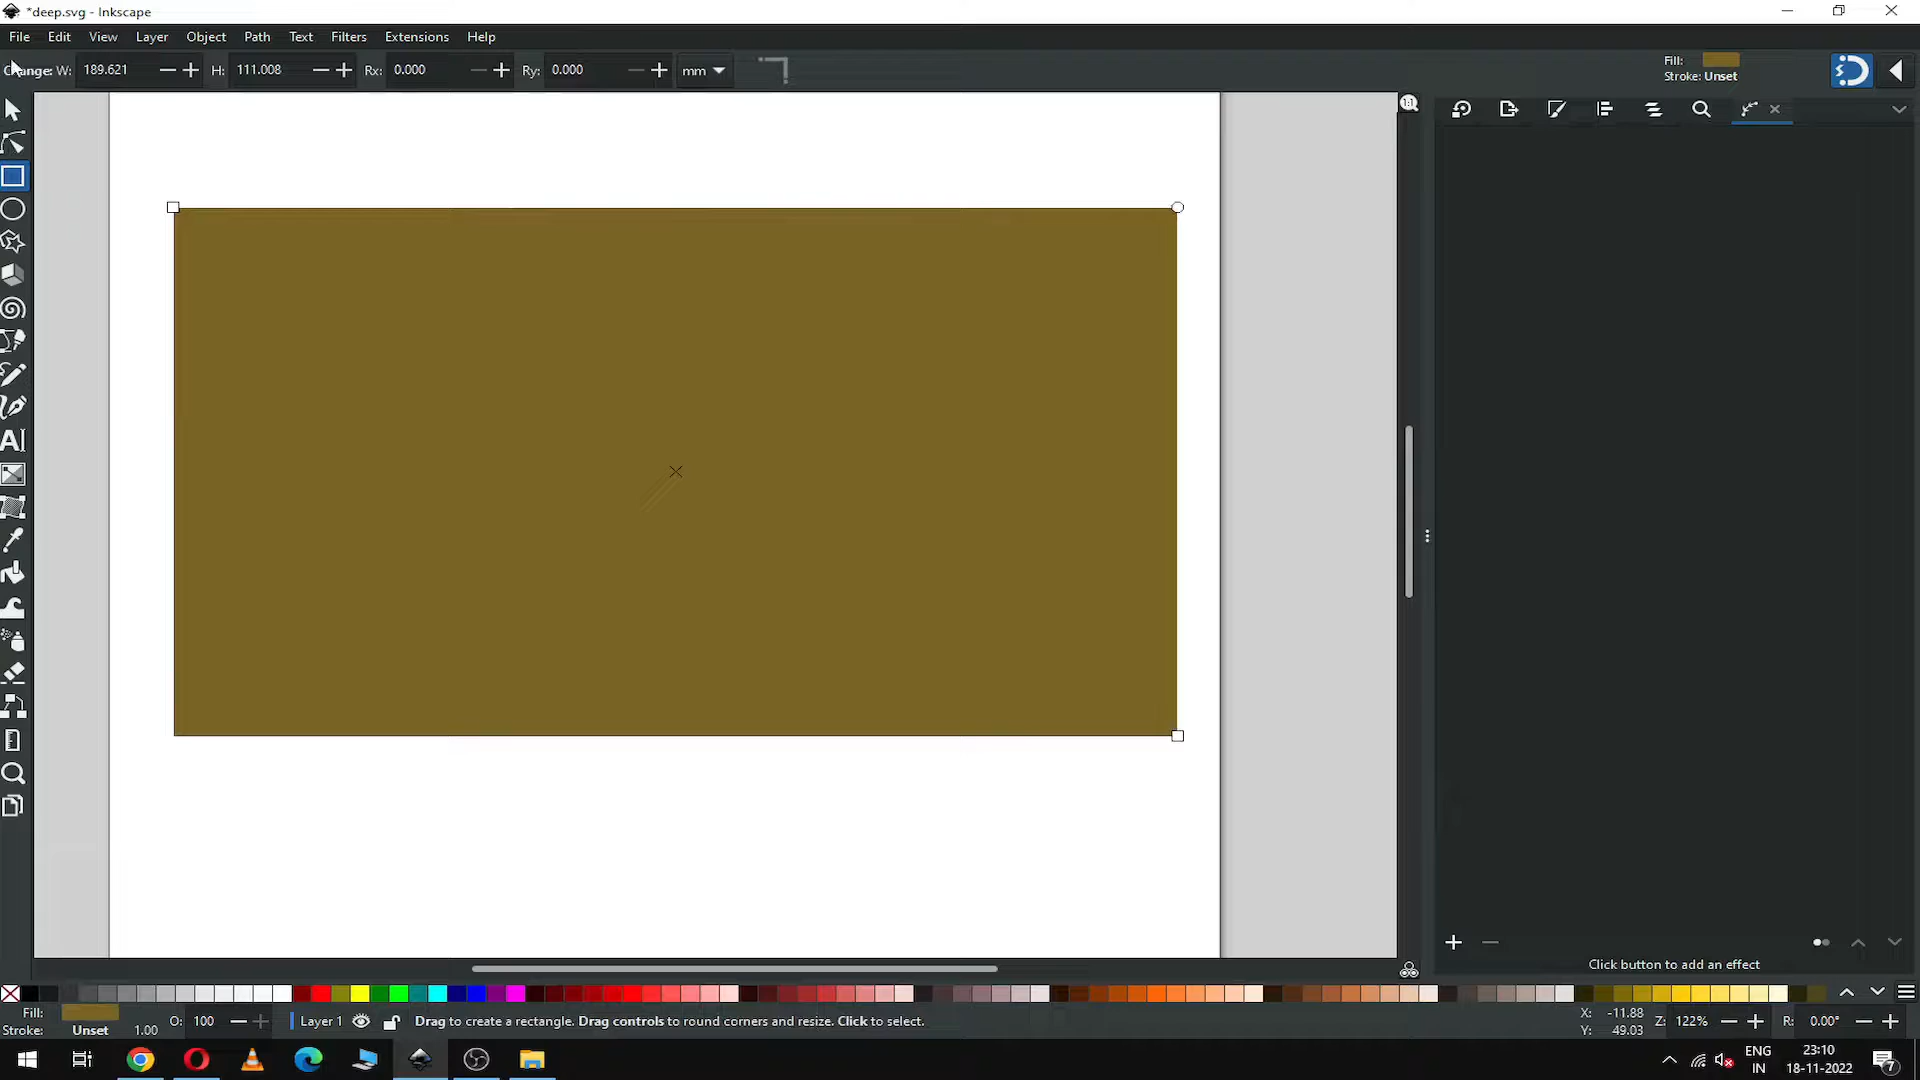 *deep.svg - Inkscape
File Edit View Layer Object Path Text Filters Extensions Help
Change: W: 189.621 H: 111.008 Rx: 0.000 Ry: 0.000 mm
Fill:
Stroke: Unset
1:1
Click button to add an effect
Fill:
Stroke: Unset 1.00 O: 100 Layer 1 Drag to create a rectangle. Drag controls to round corners and resize. Click to select.
X: -11.88
Y: 49.03
Z: 122% R: 0.00°
ENG
IN
23:10
18-11-2022
7